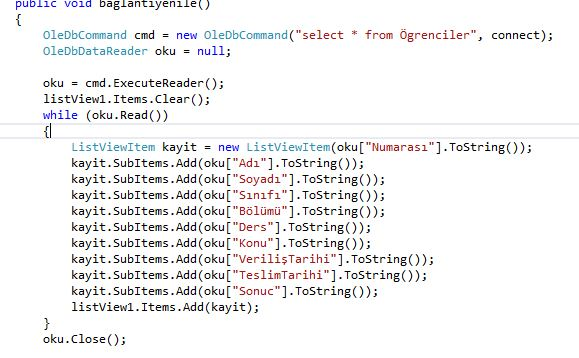 public void baglantiyenile()
{
OleDbCommand cmd = new OleDbCommand("select * from Ögrenciler", connect);
OleDbDataReader oku = null;
oku = cmd.ExecuteReader();
listView1.Items.Clear();
while (oku.Read())
{
ListViewItem kayit = new ListViewItem(oku["Numarası"].ToString());
kayit.SubItems.Add(oku["Adı"].ToString());
kayit.SubItems.Add(oku["Soyadı"].ToString());
kayit.SubItems.Add(oku["Sınıfı"].ToString());
kayit.SubItems.Add(oku["Bölümü"].ToString());
kayit.SubItems.Add(oku["Ders"].ToString());
kayit.SubItems.Add(oku["Konu"].ToString());
kayit.SubItems.Add(oku["VerilişTarihi"].ToString());
kayit.SubItems.Add(oku["TeslimTarihi"].ToString());
kayit.SubItems.Add(oku["Sonuc"].ToString());
listView1.Items.Add(kayit);
}
oku.Close();